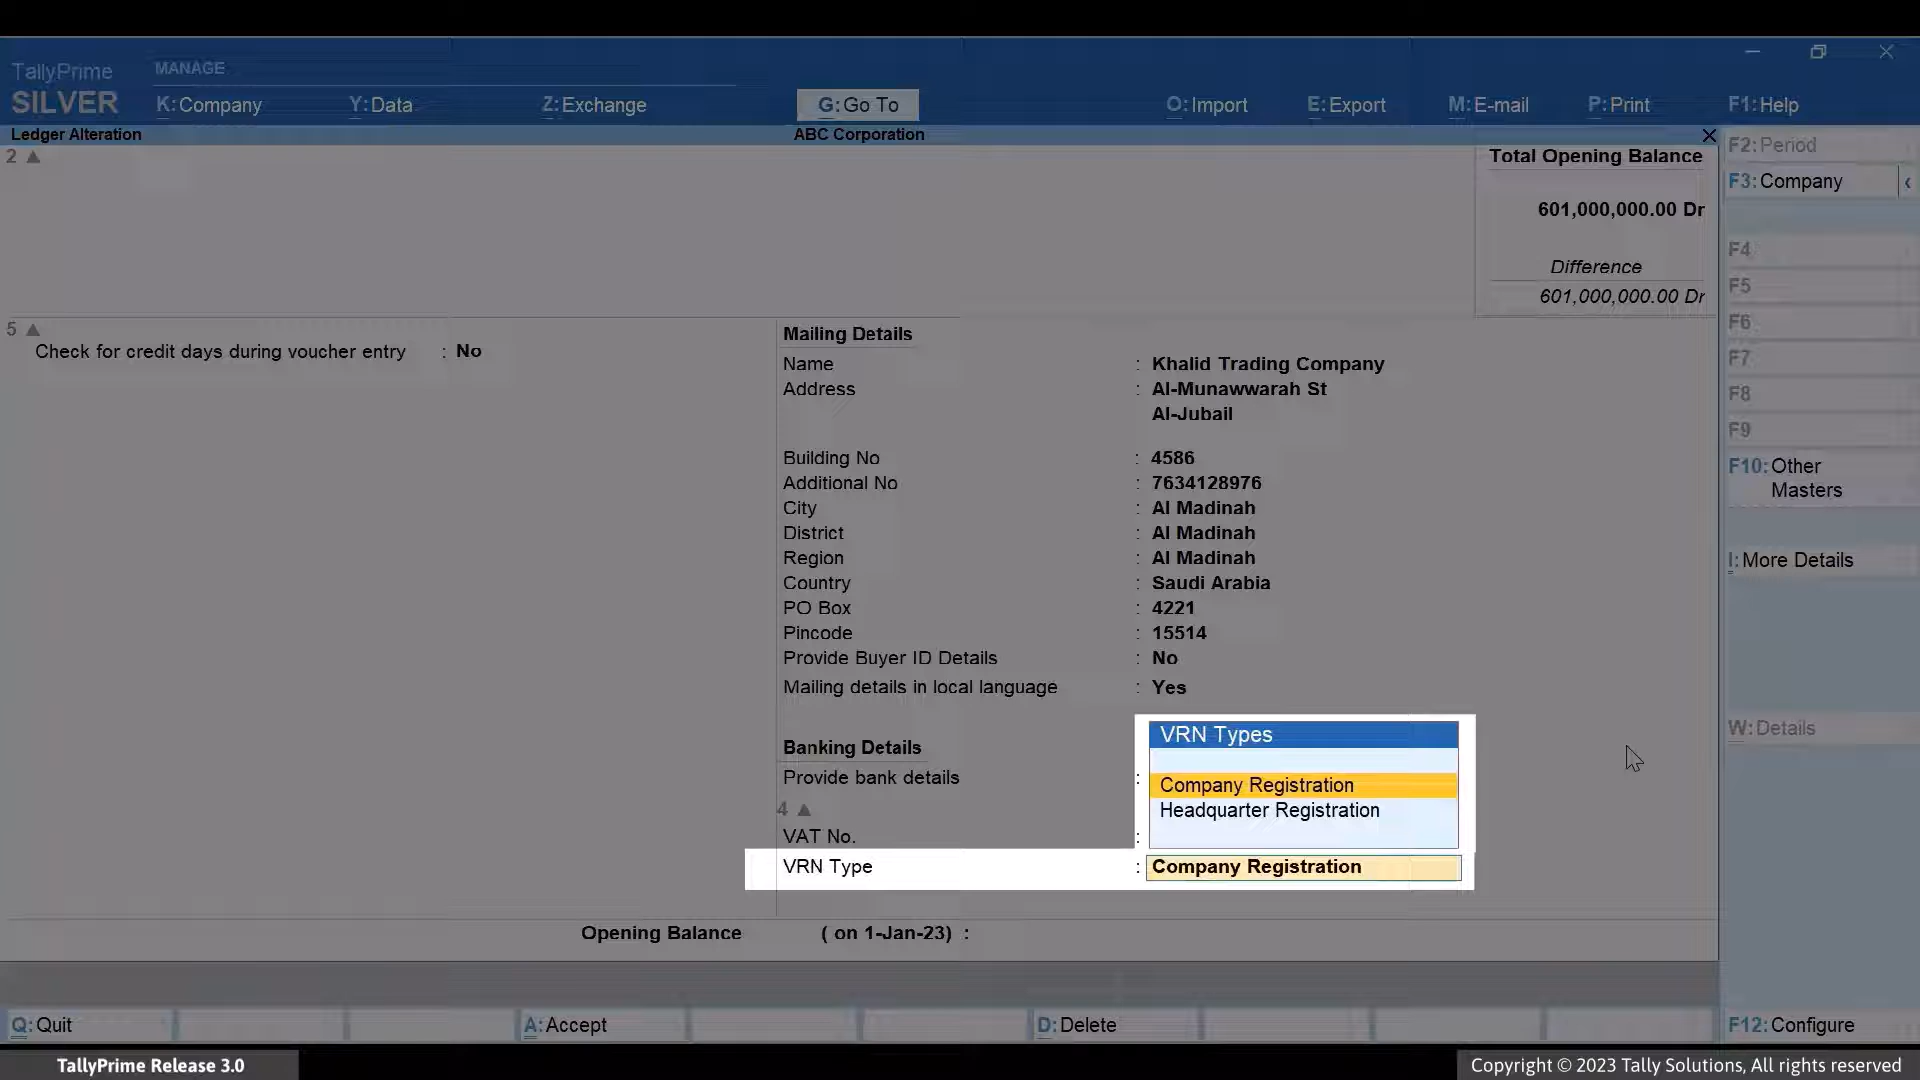 TallyPrime
SILVER
MANAGE
K: Company
Y: Data
Z: Exchange
G: Go To
O: Import
E: Export
M: E-mail
P: Print
F1: Help
Ledger Alteration
ABC Corporation
2
Total Opening Balance
601,000,000.00 Dr
Difference
601,000,000.00 Dr
5
Check for credit days during voucher entry : No
Mailing Details
Name : Khalid Trading Company
Address : Al-Munawwarah St
Al-Jubail
Building No : 4586
Additional No : 7634128976
City : Al Madinah
District : Al Madinah
Region : Al Madinah
Country : Saudi Arabia
PO Box : 4221
Pincode : 15514
Provide Buyer ID Details : No
Mailing details in local language : Yes
Banking Details
Provide bank details :
4
VAT No. :
VRN Type : Company Registration
VRN Types
Company Registration
Headquarter Registration
Opening Balance ( on 1-Jan-23) :
F2: Period
F3: Company
F4
F5
F6
F7
F8
F9
F10: Other
Masters
I: More Details
W: Details
F12: Configure
Q: Quit
A: Accept
D: Delete
TallyPrime Release 3.0
Copyright © 2023 Tally Solutions, All rights reserved